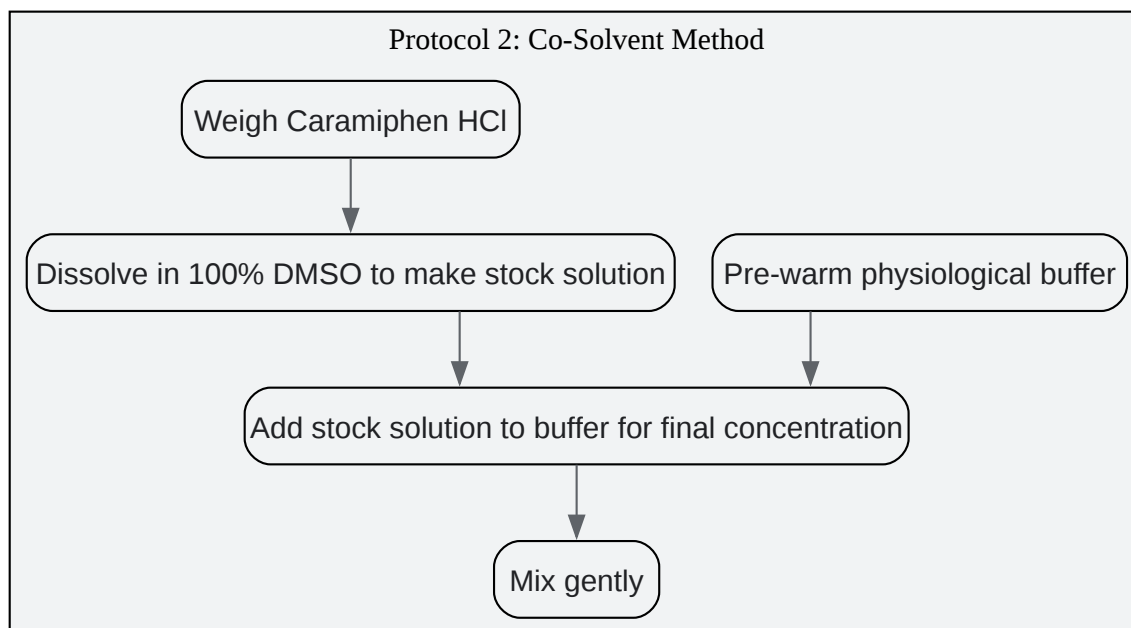 Protocol 2: Co-Solvent Method
Weigh Caramiphen HCl
Dissolve in 100% DMSO to make stock solution
Pre-warm physiological buffer
Add stock solution to buffer for final concentration
Mix gently